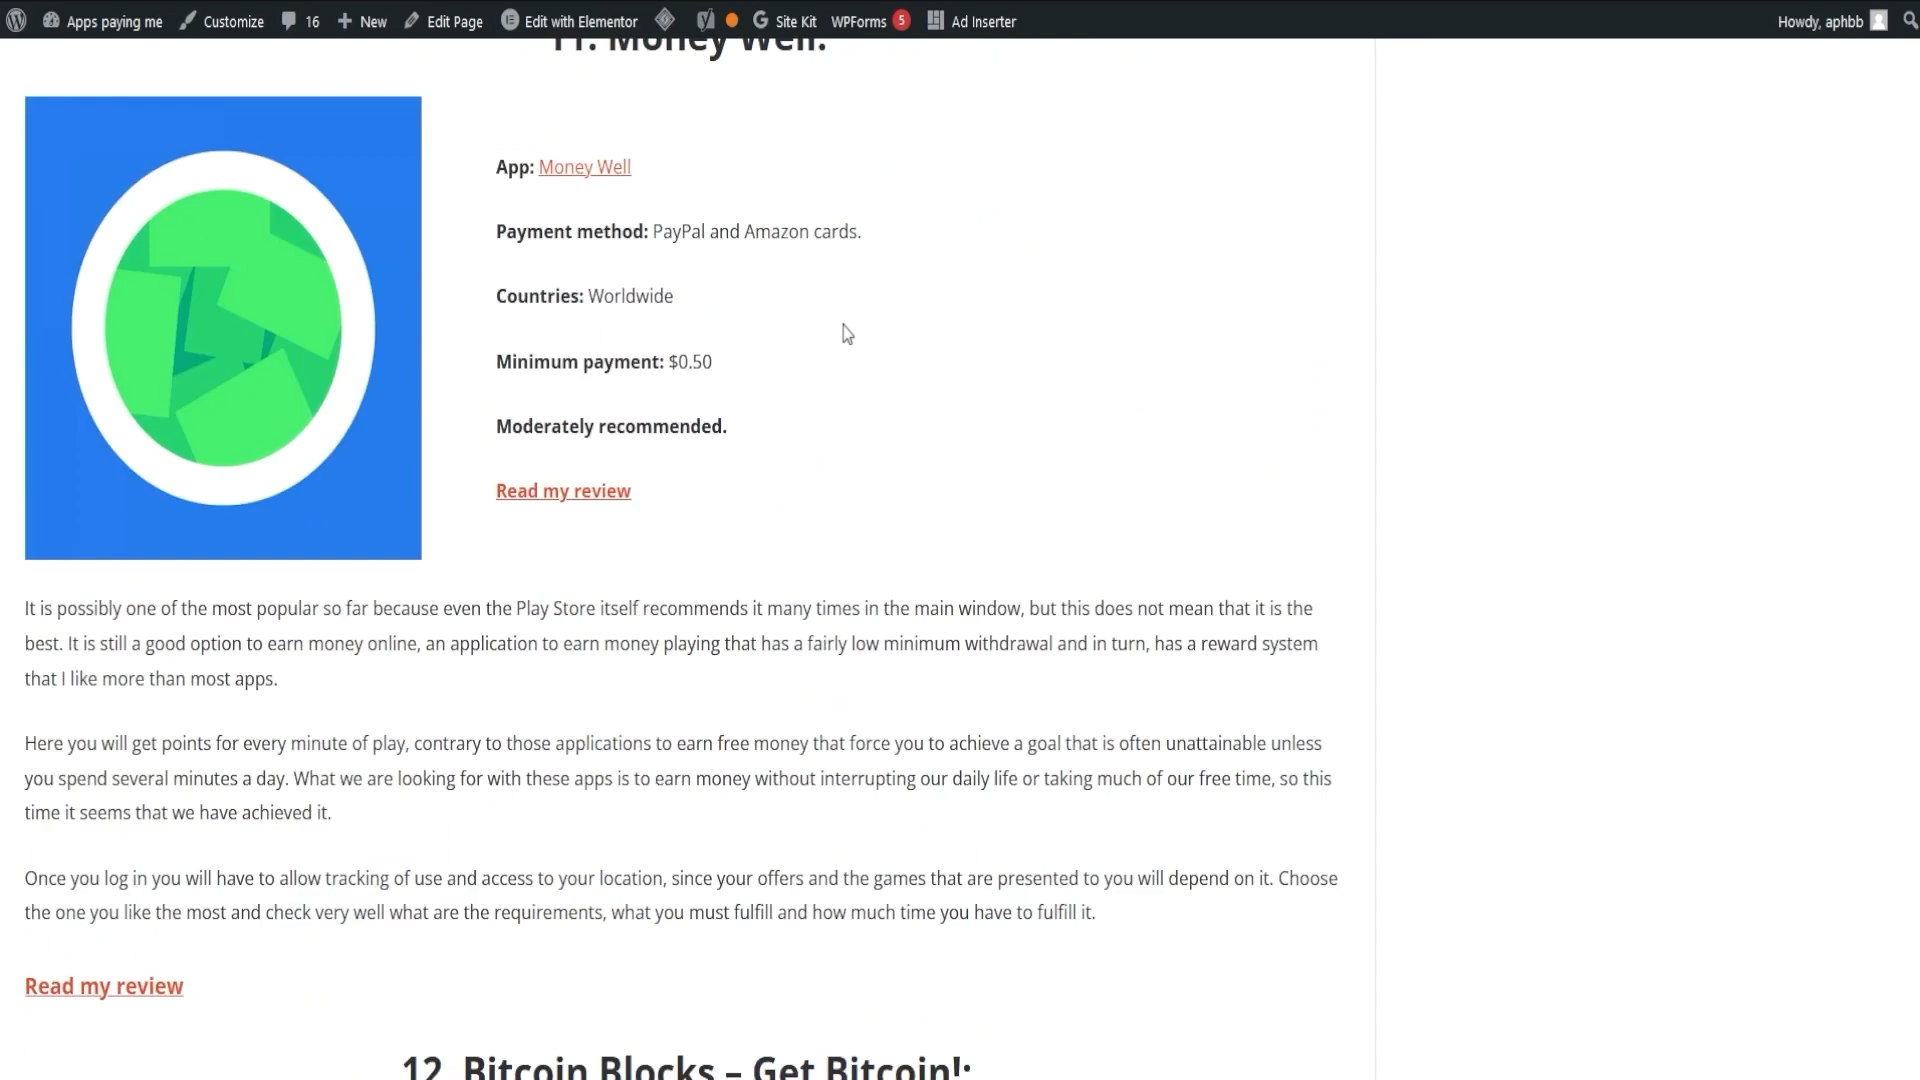 Apps paying me Customize 16 New Edit Page Edit with Elementor Site Kit WPForms 5 Ad Inserter Howdy, aphbb
11. Money Well:
App: Money Well
Payment method: PayPal and Amazon cards.
Countries: Worldwide
Minimum payment: $0.50
Moderately recommended.
Read my review
It is possibly one of the most popular so far because even the Play Store itself recommends it many times in the main window, but this does not mean that it is the
best. It is still a good option to earn money online, an application to earn money playing that has a fairly low minimum withdrawal and in turn, has a reward system
that I like more than most apps.
Here you will get points for every minute of play, contrary to those applications to earn free money that force you to achieve a goal that is often unattainable unless
you spend several minutes a day. What we are looking for with these apps is to earn money without interrupting our daily life or taking much of our free time, so this
time it seems that we have achieved it.
Once you log in you will have to allow tracking of use and access to your location, since your offers and the games that are presented to you will depend on it. Choose
the one you like the most and check very well what are the requirements, what you must fulfill and how much time you have to fulfill it.
Read my review
12. Bitcoin Blocks – Get Bitcoin!: